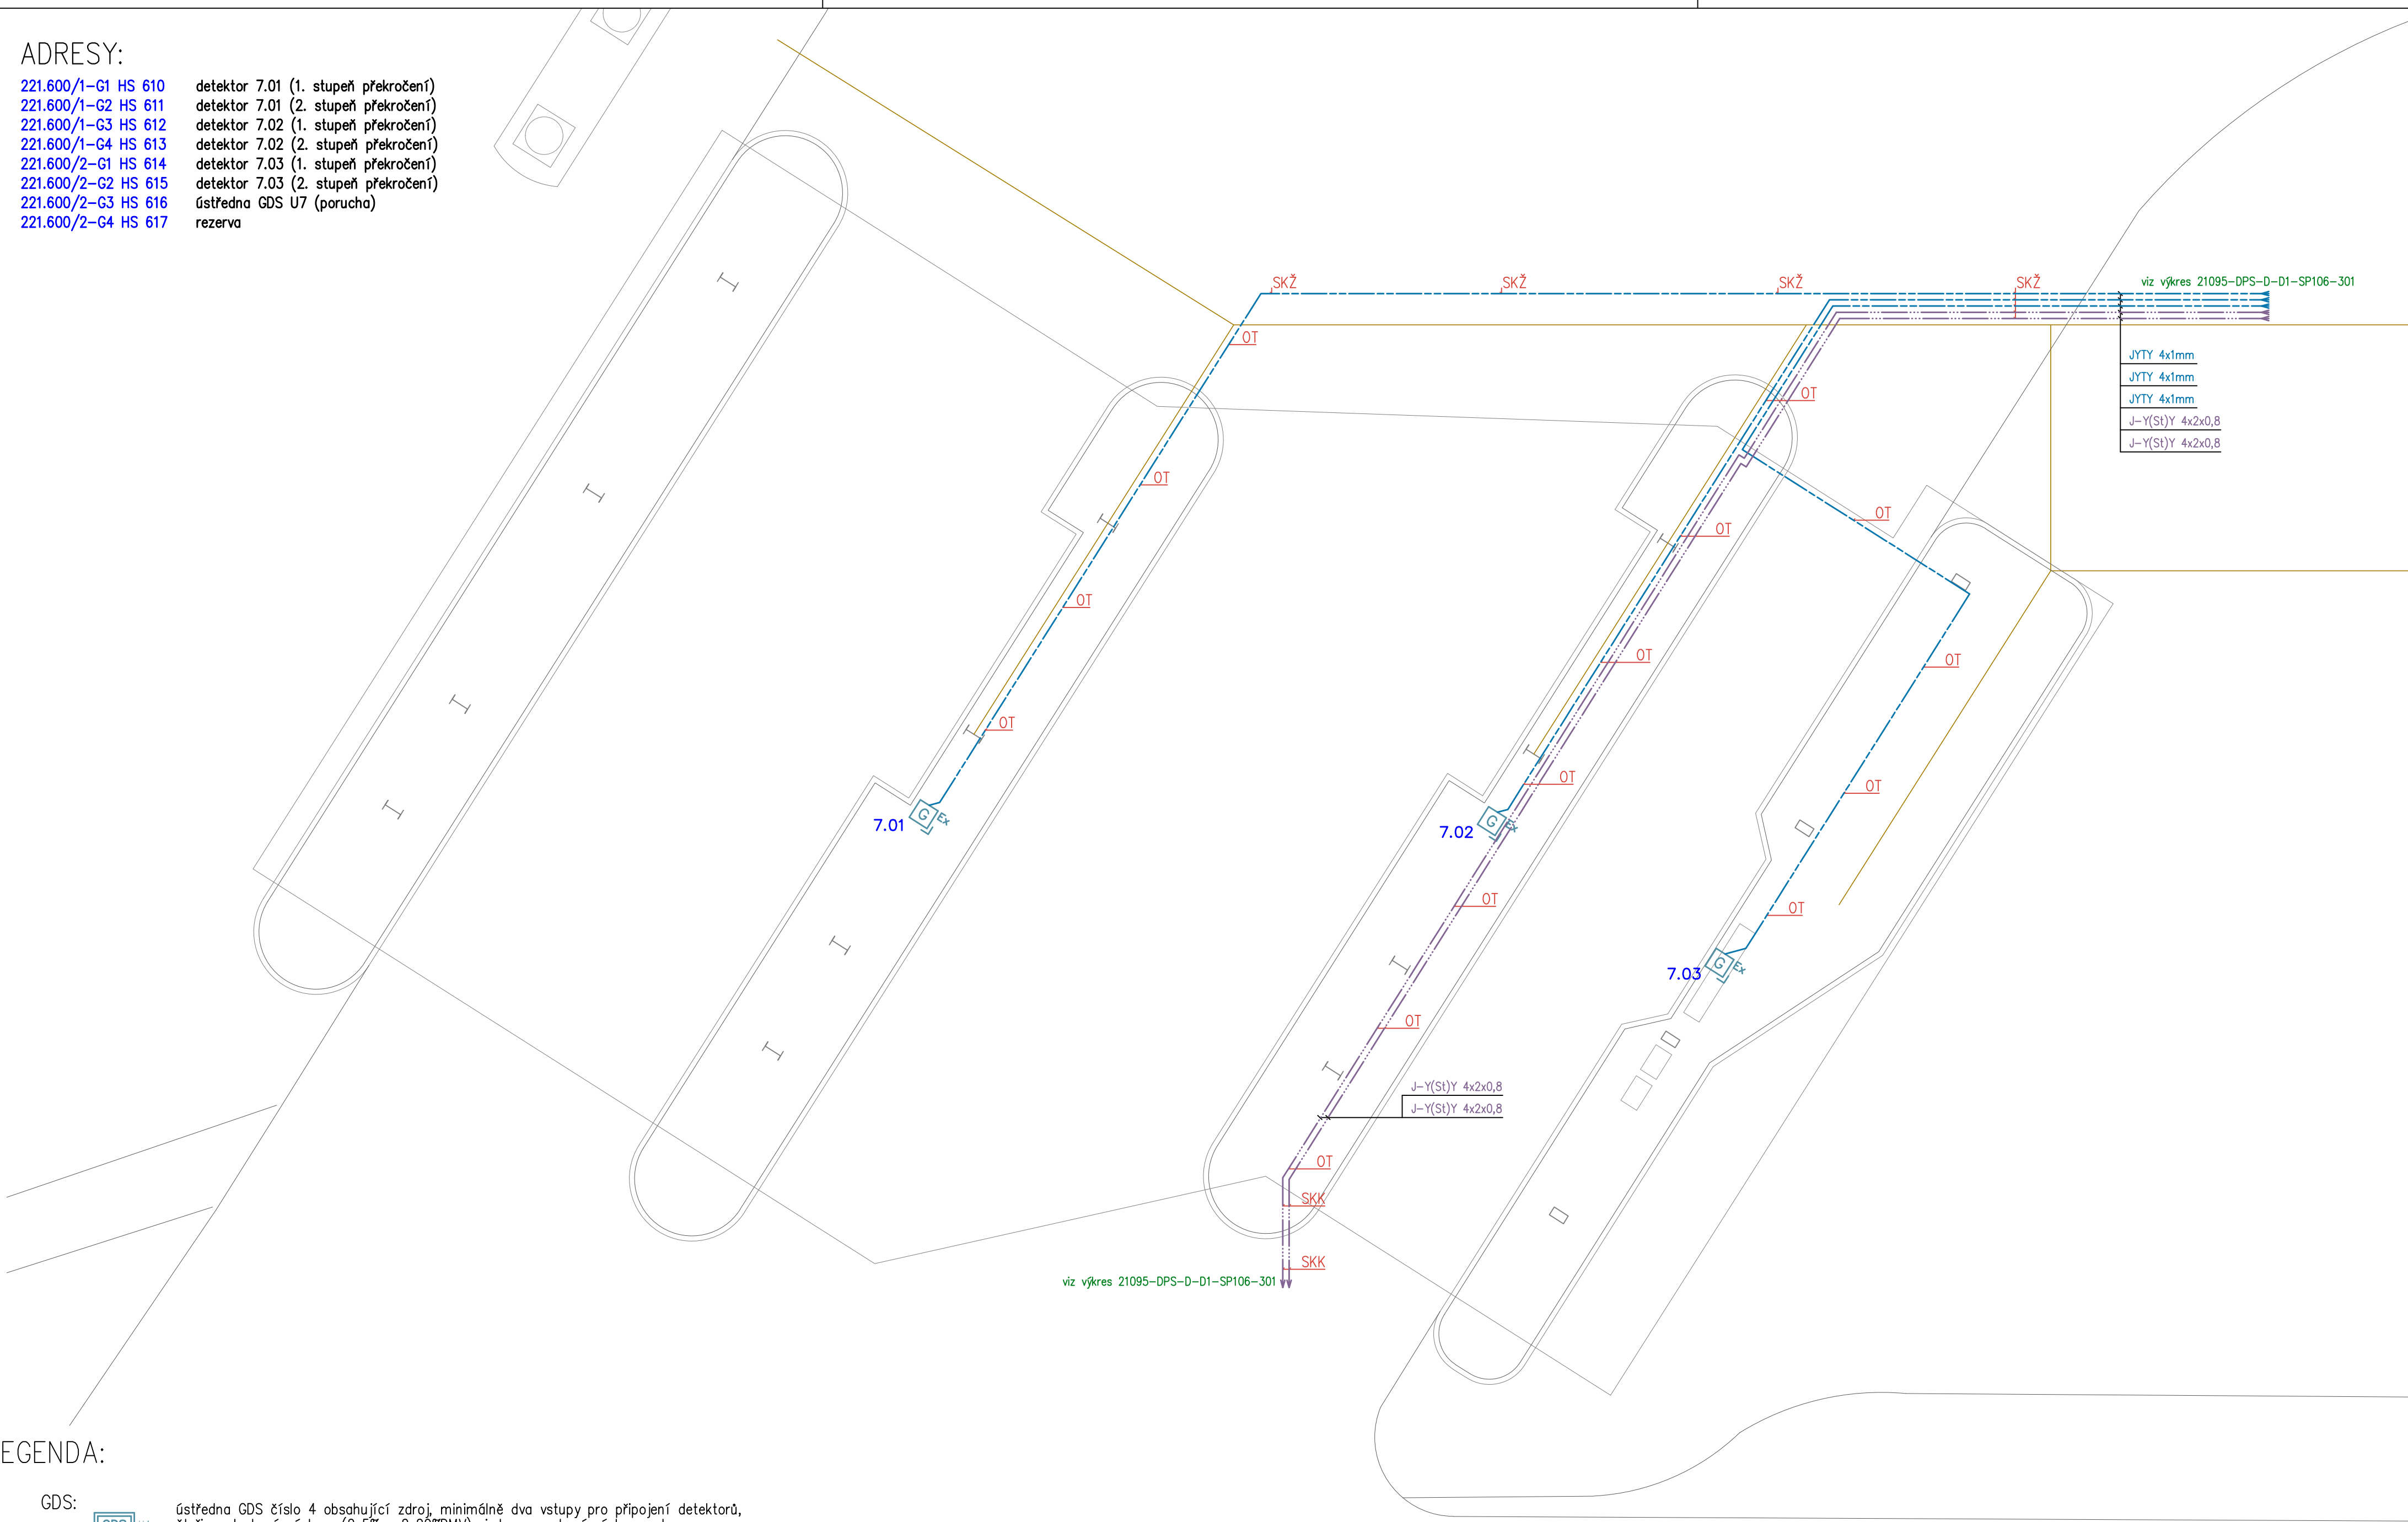 ADRESY:
221.600/1-G1 HS 610 detektor 7.01 (1. stupeň překročení)
221.600/1-G2 HS 611 detektor 7.01 (2. stupeň překročení)
221.600/1-G3 HS 612 detektor 7.02 (1. stupeň překročení)
221.600/1-G4 HS 613 detektor 7.02 (2. stupeň překročení)
221.600/2-G1 HS 614 detektor 7.03 (1. stupeň překročení)
221.600/2-G2 HS 615 detektor 7.03 (2. stupeň překročení)
221.600/2-G3 HS 616 ústředna GDS U7 (porucha)
221.600/2-G4 HS 617 rezerva
SKŽ
SKŽ
SKŽ
SKŽ
viz výkres 21095-DPS-D-D1-SP106-301
OT
JYTY 4x1mm
JYTY 4x1mm
JYTY 4x1mm
J-Y(St)Y 4x2x0,8
J-Y(St)Y 4x2x0,8
OT
OT
OT
OT
OT
OT
OT
OT
OT
OT
7.01
G
Ex
7.02
G
Ex
OT
OT
OT
7.03
G
Ex
OT
J-Y(St)Y 4x2x0,8
J-Y(St)Y 4x2x0,8
OT
SKK
SKK
viz výkres 21095-DPS-D-D1-SP106-301
EGENDA:
GDS:
ústředna GDS číslo 4 obsahující zdroj, minimálně dva vstupy pro připojení detektorů,